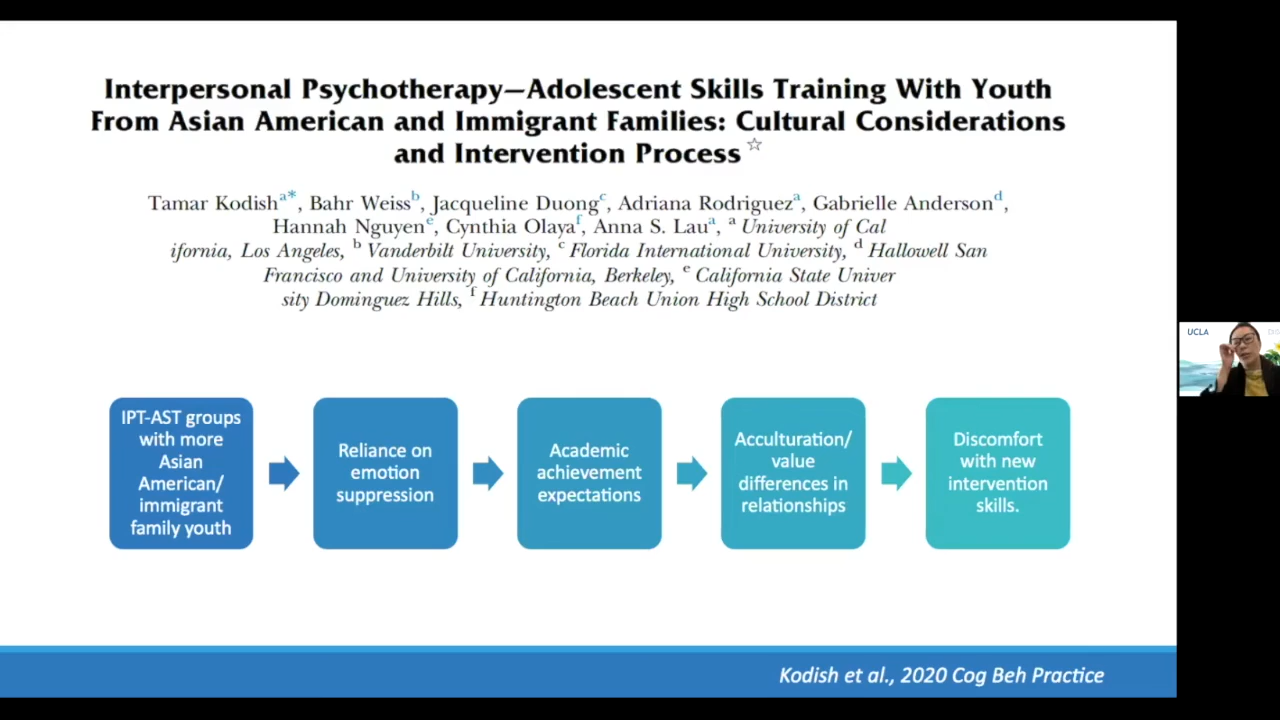 Interpersonal Psychotherapy—Adolescent Skills Training With Youth
From Asian American and Immigrant Families: Cultural Considerations
and Intervention Process ☆
Tamar Kodish a*, Bahr Weiss b, Jacqueline Duong c, Adriana Rodriguez a, Gabrielle Anderson d,
Hannah Nguyen e, Cynthia Olaya f, Anna S. Lau a, a University of Cal
ifornia, Los Angeles, b Vanderbilt University, c Florida International University, d Hallowell San
Francisco and University of California, Berkeley, e California State Univer
sity Dominguez Hills, f Huntington Beach Union High School District
IPT-AST groups
with more
Asian
American/
immigrant
family youth
Reliance on
emotion
suppression
Academic
achievement
expectations
Acculturation/
value
differences in
relationships
Discomfort
with new
intervention
skills.
UCLA
Kodish et al., 2020 Cog Beh Practice